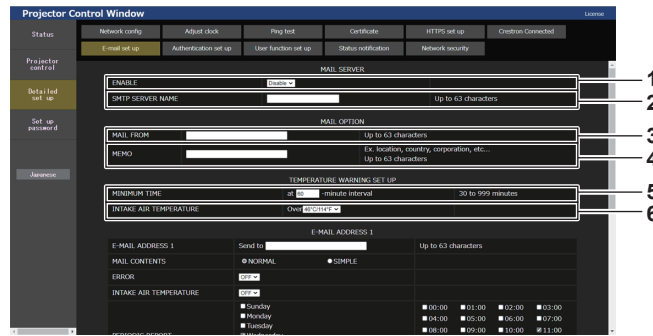 Projector Control Window
License
Status
Projector control
Detailed set up
Set up password
Japanese
Network config
Adjust clock
Ping test
Certificate
HTTPS set up
Crestron Connected
E-mail set up
Authentication set up
User function set up
Status notification
Network security
MAIL SERVER
ENABLE Disable 1
SMTP SERVER NAME Up to 63 characters 2
MAIL OPTION
MAIL FROM Up to 63 characters 3
MEMO Ex. location, country, corporation, etc... 4
Up to 63 characters
TEMPERATURE WARNING SET UP
MINIMUM TIME at 60 -minute interval 30 to 999 minutes 5
INTAKE AIR TEMPERATURE Over 46°C/114°F 6
E-MAIL ADDRESS 1
E-MAIL ADDRESS 1 Send to Up to 63 characters
MAIL CONTENTS NORMAL SIMPLE
ERROR OFF
INTAKE AIR TEMPERATURE OFF
Sunday 00:00 01:00 02:00 03:00
Monday 04:00 05:00 06:00 07:00
Tuesday 08:00 09:00 10:00 11:00
PERIODIC REPORT Wednesday